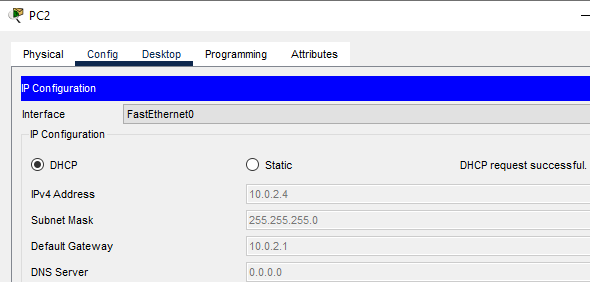 PC2
Physical Config Desktop Programming Attributes
IP Configuration
Interface FastEthernet0
IP Configuration
DHCP Static DHCP request successful.
IPv4 Address 10.0.2.4
Subnet Mask 255.255.255.0
Default Gateway 10.0.2.1
DNS Server 0.0.0.0